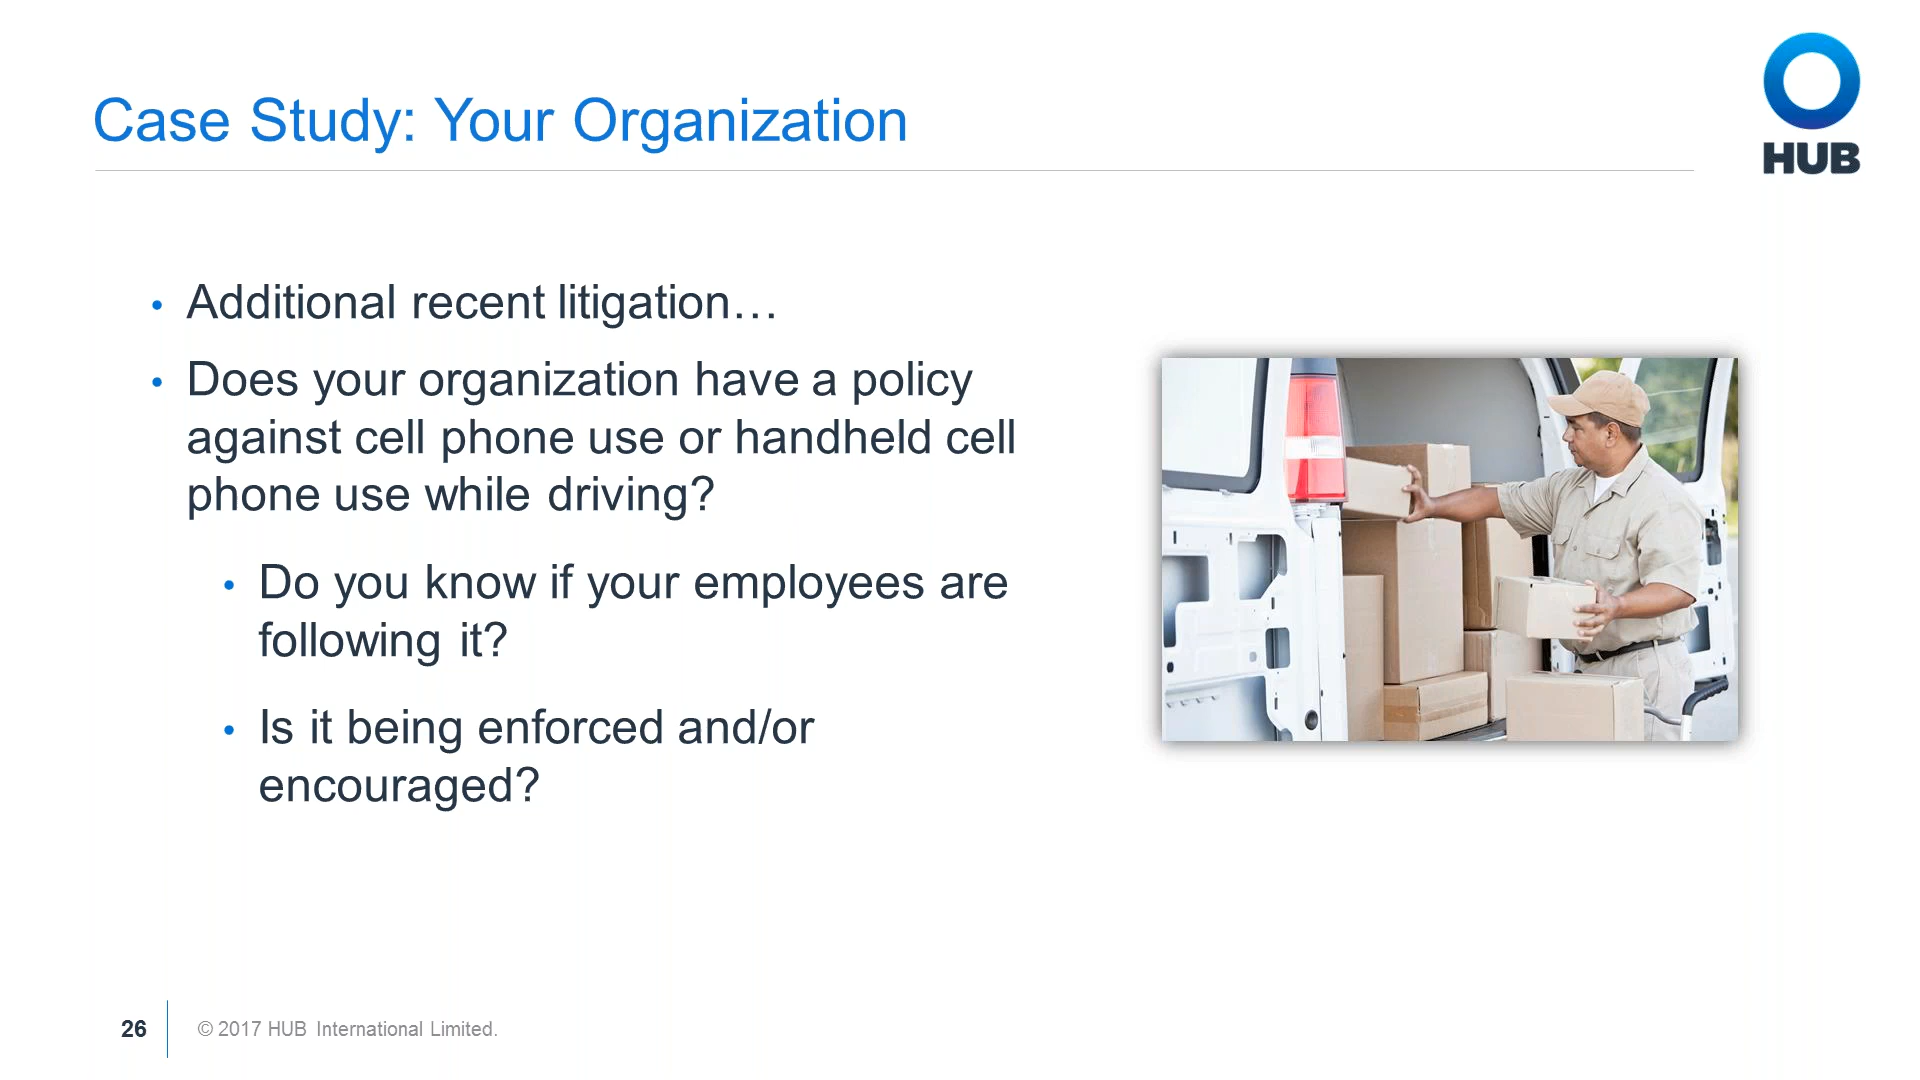 HUB
Case Study: Your Organization
• Additional recent litigation…
• Does your organization have a policy
against cell phone use or handheld cell
phone use while driving?
• Do you know if your employees are
following it?
• Is it being enforced and/or
encouraged?
26
© 2017 HUB International Limited.